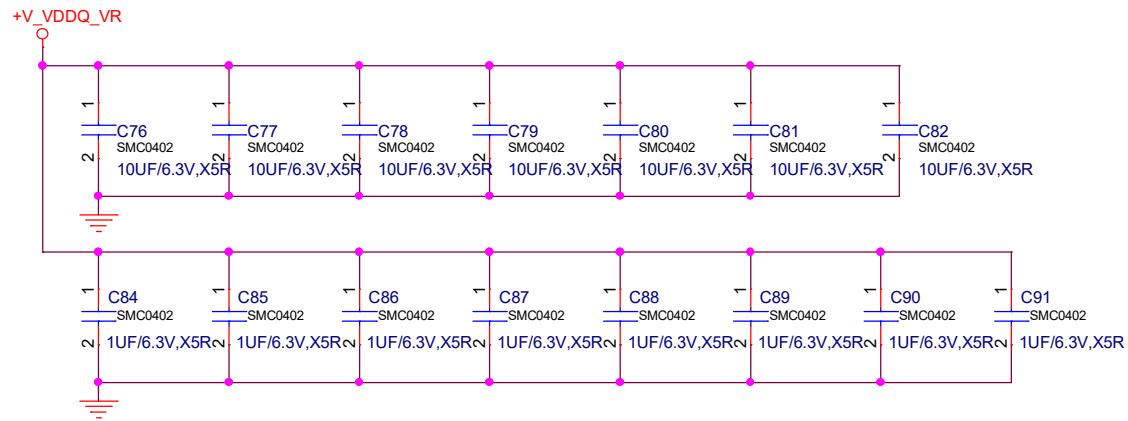 +V_VDDQ_VR
1 1 1 1 1 1 1
C76 C77 C78 C79 C80 C81 C82
SMC0402 SMC0402 SMC0402 SMC0402 SMC0402 SMC0402 SMC0402
2 2 2 2 2 2 2
10UF/6.3V,X5R 10UF/6.3V,X5R 10UF/6.3V,X5R 10UF/6.3V,X5R 10UF/6.3V,X5R 10UF/6.3V,X5R 10UF/6.3V,X5R
1 1 1 1 1 1 1 1
C84 C85 C86 C87 C88 C89 C90 C91
SMC0402 SMC0402 SMC0402 SMC0402 SMC0402 SMC0402 SMC0402 SMC0402
2 2 2 2 2 2 2 2
1UF/6.3V,X5R 1UF/6.3V,X5R 1UF/6.3V,X5R 1UF/6.3V,X5R 1UF/6.3V,X5R 1UF/6.3V,X5R 1UF/6.3V,X5R 1UF/6.3V,X5R